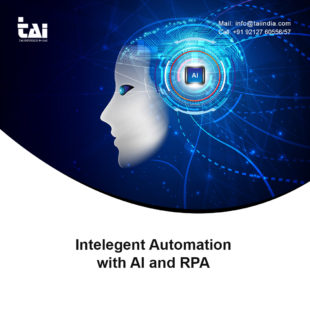 tai
Mail: info@taiindia.com
Call: +91 92127 60556/57
AI
Intelegent Automation
with AI and RPA